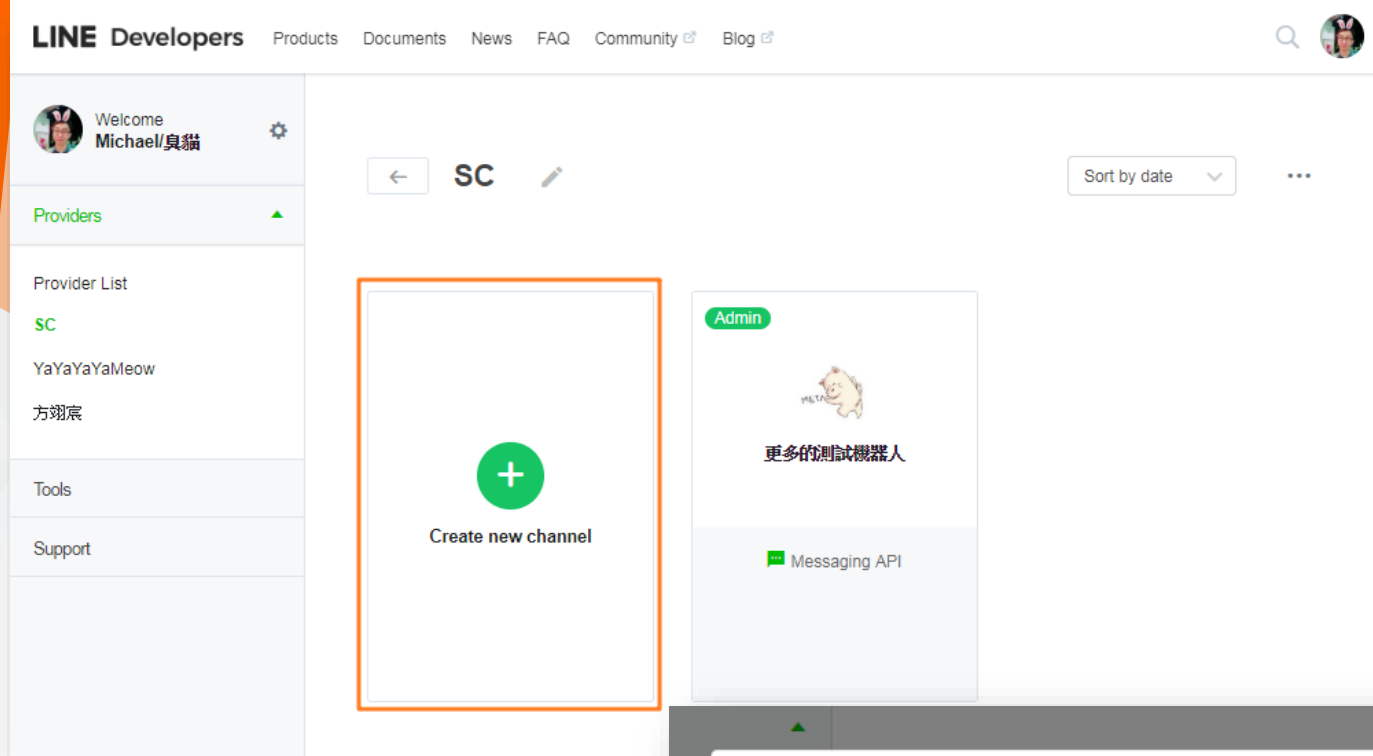 LINE Developers Products Documents News FAQ Community Blog
Welcome
Michael/臭貓
SC
Sort by date
Providers
Provider List
SC
YaYaYaYaMeow
方翊宸
Tools
Support
Create new channel
Admin
更多的測試機器人
Messaging API